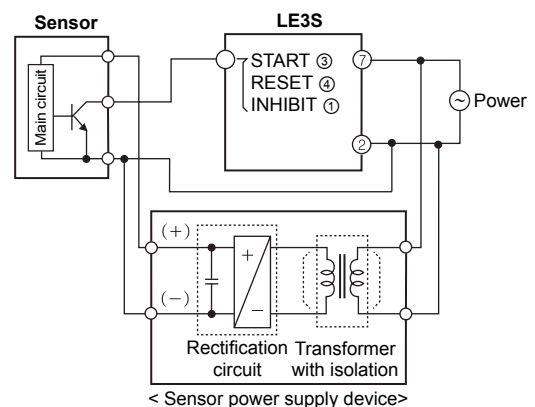 Sensor
LE3S
Main circuit
START ③
RESET ④
INHIBIT ①
⑦
②
~ Power
(+)
(−)
+
−
Rectification circuit
Transformer with isolation
< Sensor power supply device>